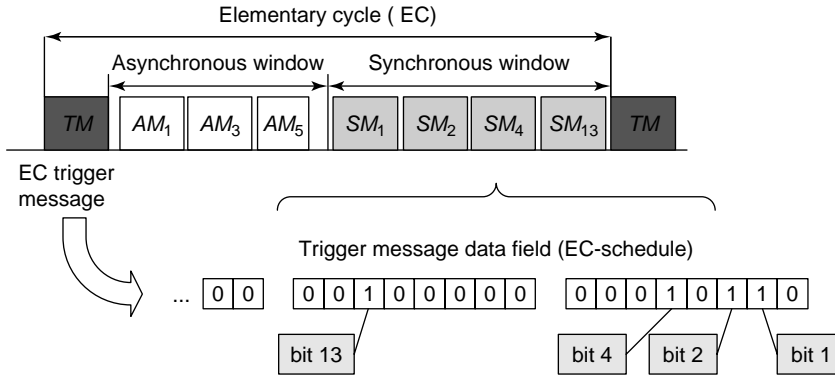 Elementary cycle ( EC)
Asynchronous window Synchronous window
TM AM1 AM3 AM5 SM1 SM2 SM4 SM13 TM
EC trigger
message
Trigger message data field (EC-schedule)
... 0 0 0 0 1 0 0 0 0 0 0 0 0 1 0 1 1 0
bit 13 bit 4 bit 2 bit 1